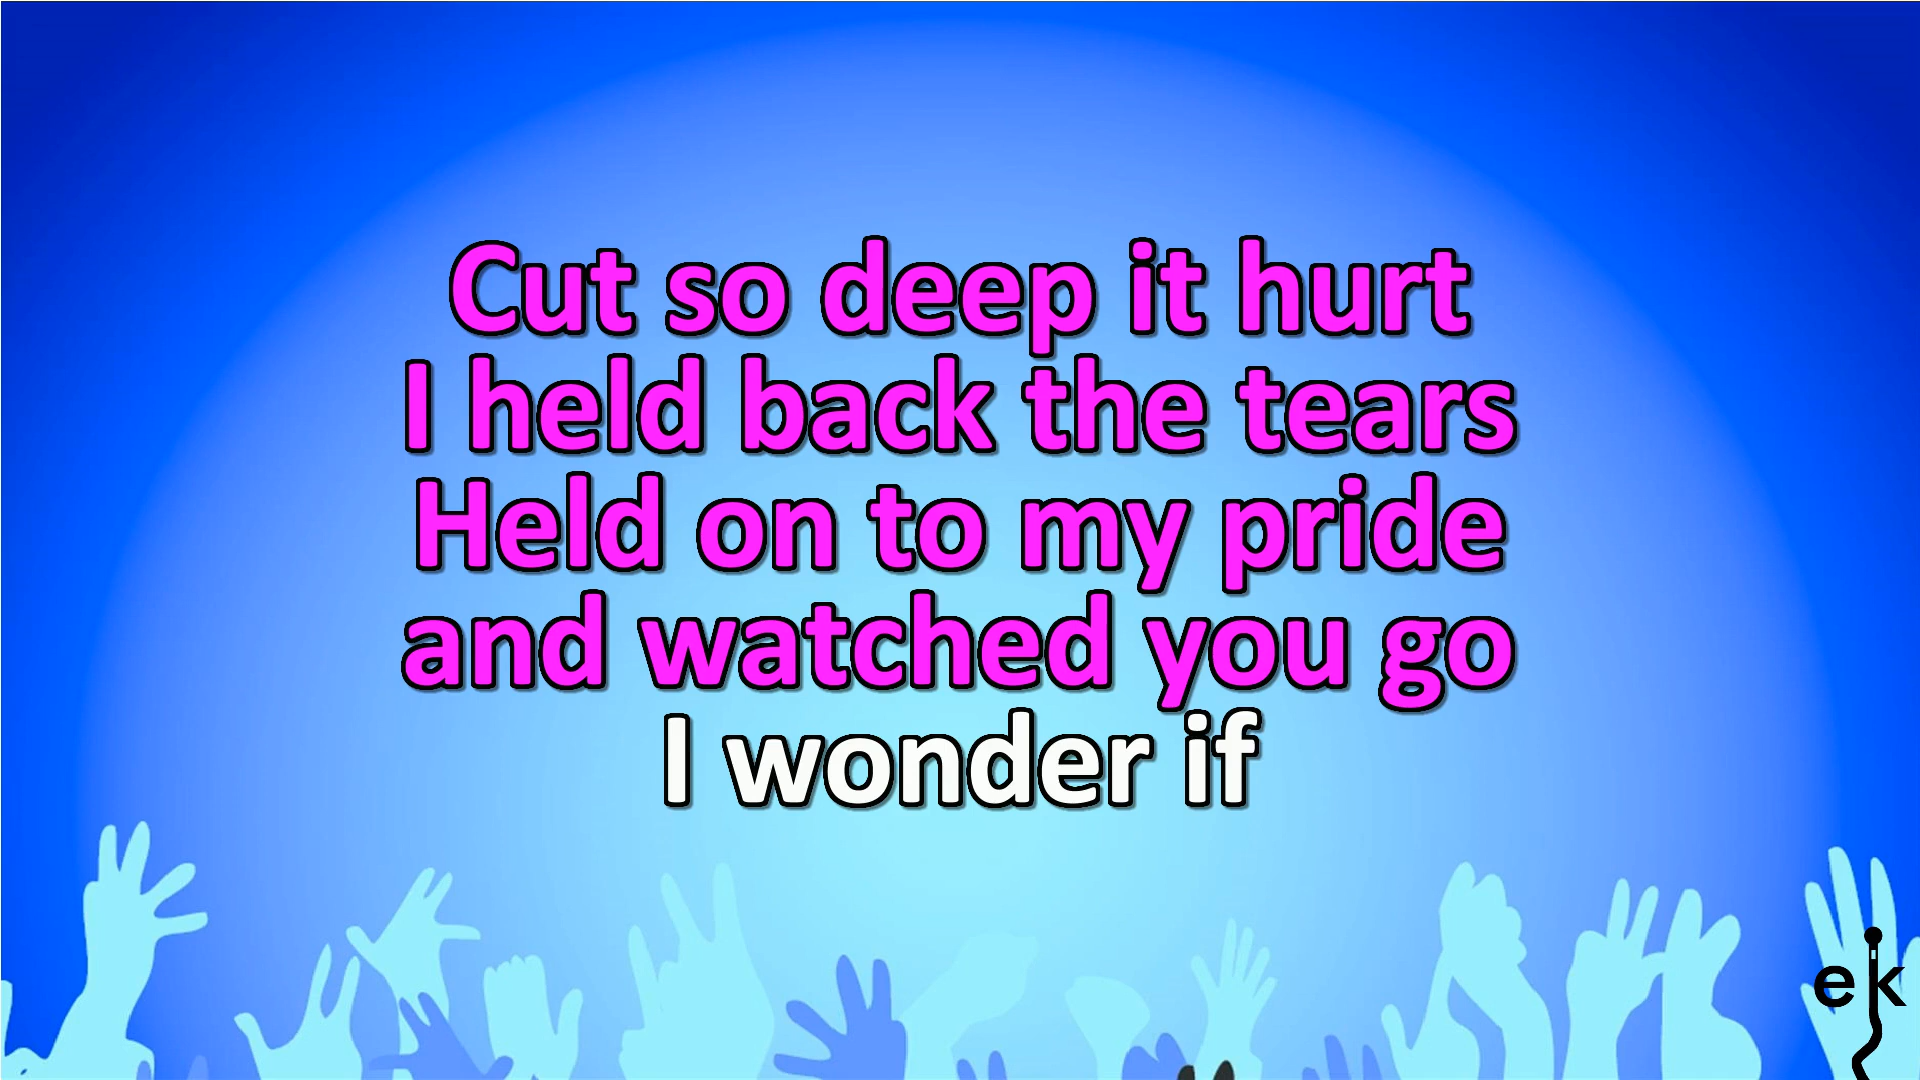 Cut so deep it hurt
I held back the tears
Held on to my pride
and watched you go
I wonder if
ek